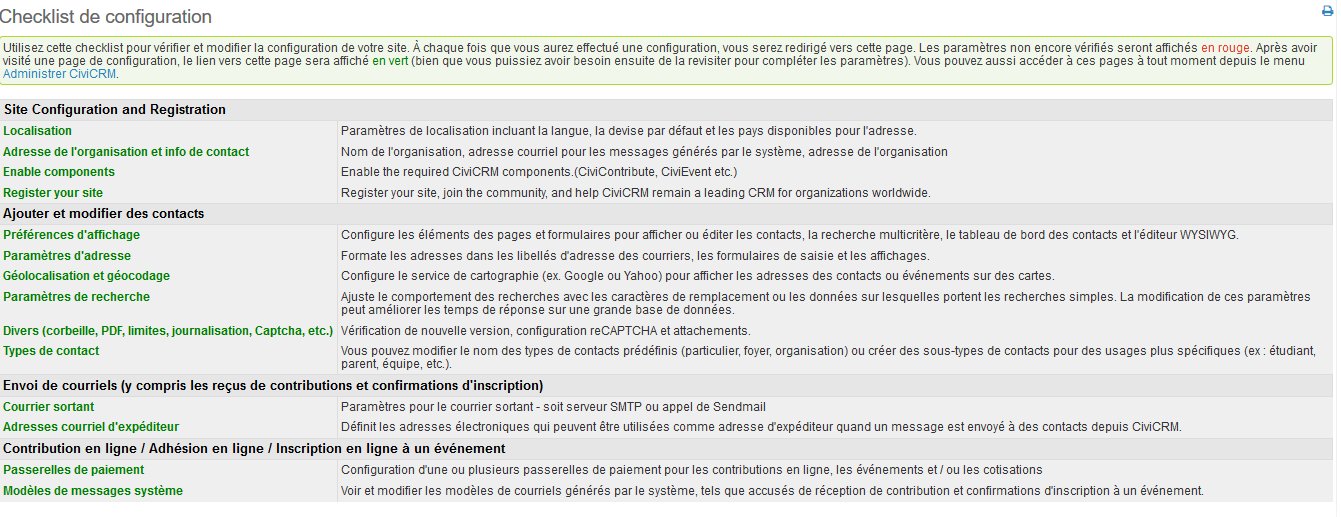 Checklist de configuration
Utilisez cette checklist pour vérifier et modifier la configuration de votre site. À chaque fois que vous aurez effectué une configuration, vous serez redirigé vers cette page. Les paramètres non encore vérifiés seront affichés en rouge. Après avoir
visité une page de configuration, le lien vers cette page sera affiché en vert (bien que vous puissiez avoir besoin ensuite de la revisiter pour compléter les paramètres). Vous pouvez aussi accéder à ces pages à tout moment depuis le menu
Administrer CiviCRM.
Site Configuration and Registration
Localisation Paramètres de localisation incluant la langue, la devise par défaut et les pays disponibles pour l'adresse.
Adresse de l'organisation et info de contact Nom de l'organisation, adresse courriel pour les messages générés par le système, adresse de l'organisation
Enable components Enable the required CiviCRM components.(CiviContribute, CiviEvent etc.)
Register your site Register your site, join the community, and help CiviCRM remain a leading CRM for organizations worldwide.
Ajouter et modifier des contacts
Préférences d'affichage Configure les éléments des pages et formulaires pour afficher ou éditer les contacts, la recherche multicritère, le tableau de bord des contacts et l'éditeur WYSIWYG.
Paramètres d'adresse Formate les adresses dans les libellés d'adresse des courriers, les formulaires de saisie et les affichages.
Géolocalisation et géocodage Configure le service de cartographie (ex. Google ou Yahoo) pour afficher les adresses des contacts ou événements sur des cartes.
Paramètres de recherche Ajuste le comportement des recherches avec les caractères de remplacement ou les données sur lesquelles portent les recherches simples. La modification de ces paramètres
peut améliorer les temps de réponse sur une grande base de données.
Divers (corbeille, PDF, limites, journalisation, Captcha, etc.) Vérification de nouvelle version, configuration reCAPTCHA et attachements.
Types de contact Vous pouvez modifier le nom des types de contacts prédéfinis (particulier, foyer, organisation) ou créer des sous-types de contacts pour des usages plus spécifiques (ex : étudiant,
parent, équipe, etc.).
Envoi de courriels (y compris les reçus de contributions et confirmations d'inscription)
Courrier sortant Paramètres pour le courrier sortant - soit serveur SMTP ou appel de Sendmail
Adresses courriel d'expéditeur Définit les adresses électroniques qui peuvent être utilisées comme adresse d'expéditeur quand un message est envoyé à des contacts depuis CiviCRM.
Contribution en ligne / Adhésion en ligne / Inscription en ligne à un événement
Passerelles de paiement Configuration d'une ou plusieurs passerelles de paiement pour les contributions en ligne, les événements et / ou les cotisations
Modèles de messages système Voir et modifier les modèles de courriels générés par le système, tels que accusés de réception de contribution et confirmations d'inscription à un événement.